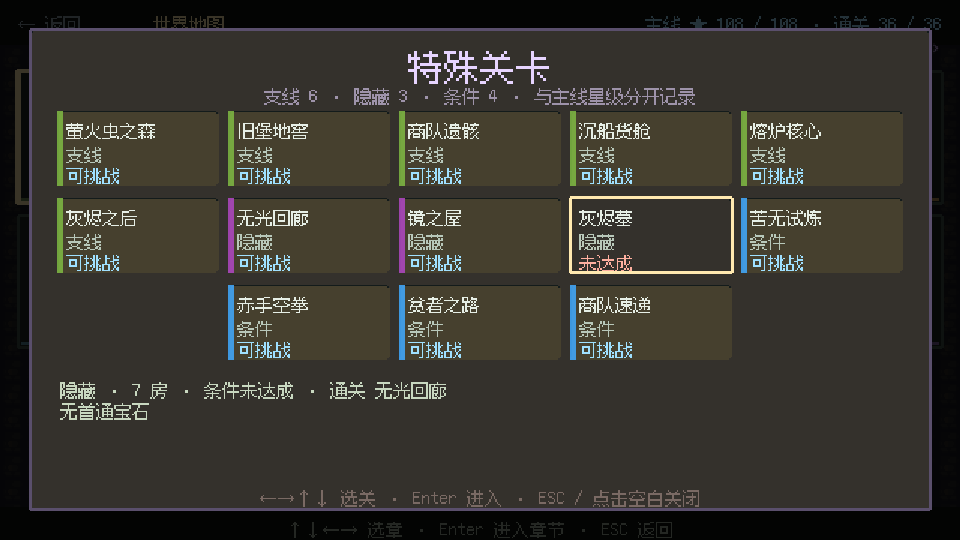 ← 返回 世界地图 主线 ★ 108 / 108 · 通关 36 / 36
特殊关卡
支线 6 · 隐藏 3 · 条件 4 · 与主线星级分开记录
萤火虫之森 旧堡地窖 商队遗骸 沉船货舱 熔炉核心
支线 支线 支线 支线 支线
可挑战 可挑战 可挑战 可挑战 可挑战
灰烬之后 无光回廊 镜之屋 灰烬墓 苦无试炼
支线 隐藏 隐藏 隐藏 条件
可挑战 可挑战 可挑战 未达成 可挑战
赤手空拳 贫者之路 商队速递
条件 条件 条件
可挑战 可挑战 可挑战
隐藏 · 7 房 · 条件未达成 · 通关 无光回廊
无首通宝石
←→↑↓ 选关 · Enter 进入 · ESC / 点击空白关闭
↑↓←→ 选章 · Enter 进入章节 · ESC 返回